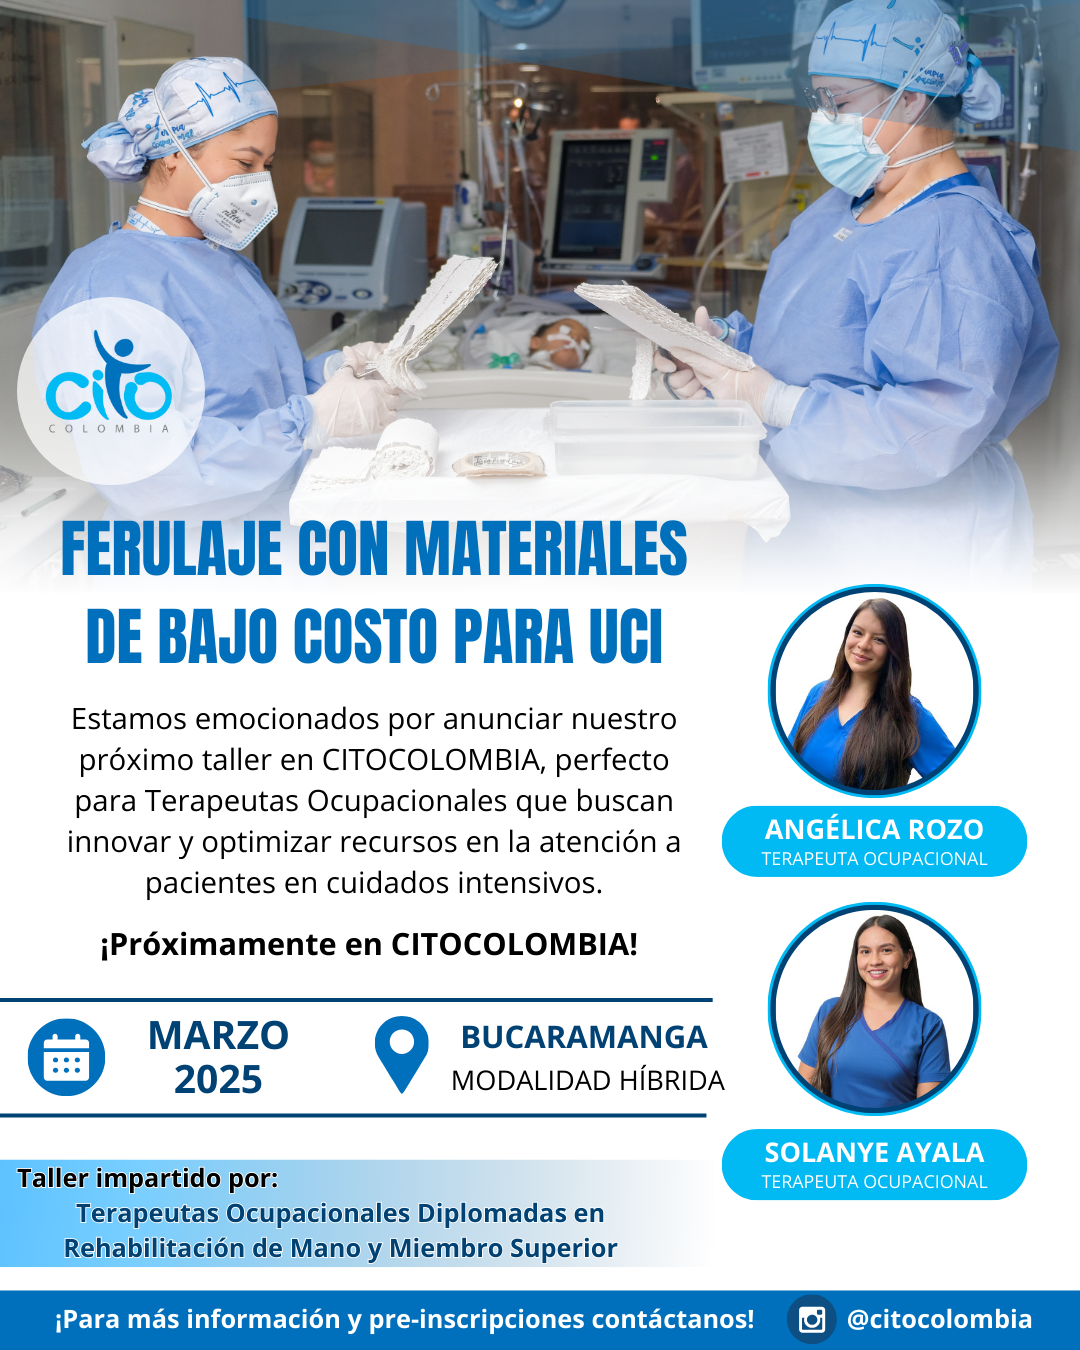 CITO
COLOMBIA
FERULAJE CON MATERIALES
DE BAJO COSTO PARA UCI
Estamos emocionados por anunciar nuestro
próximo taller en CITOCOLOMBIA, perfecto
para Terapeutas Ocupacionales que buscan
innovar y optimizar recursos en la atención a
pacientes en cuidados intensivos.
¡Próximamente en CITOCOLOMBIA!
MARZO
2025
BUCARAMANGA
MODALIDAD HÍBRIDA
ANGÉLICA ROZO
TERAPEUTA OCUPACIONAL
SOLANYE AYALA
TERAPEUTA OCUPACIONAL
Taller impartido por:
Terapeutas Ocupacionales Diplomadas en
Rehabilitación de Mano y Miembro Superior
¡Para más información y pre-inscripciones contáctanos!
@citocolombia